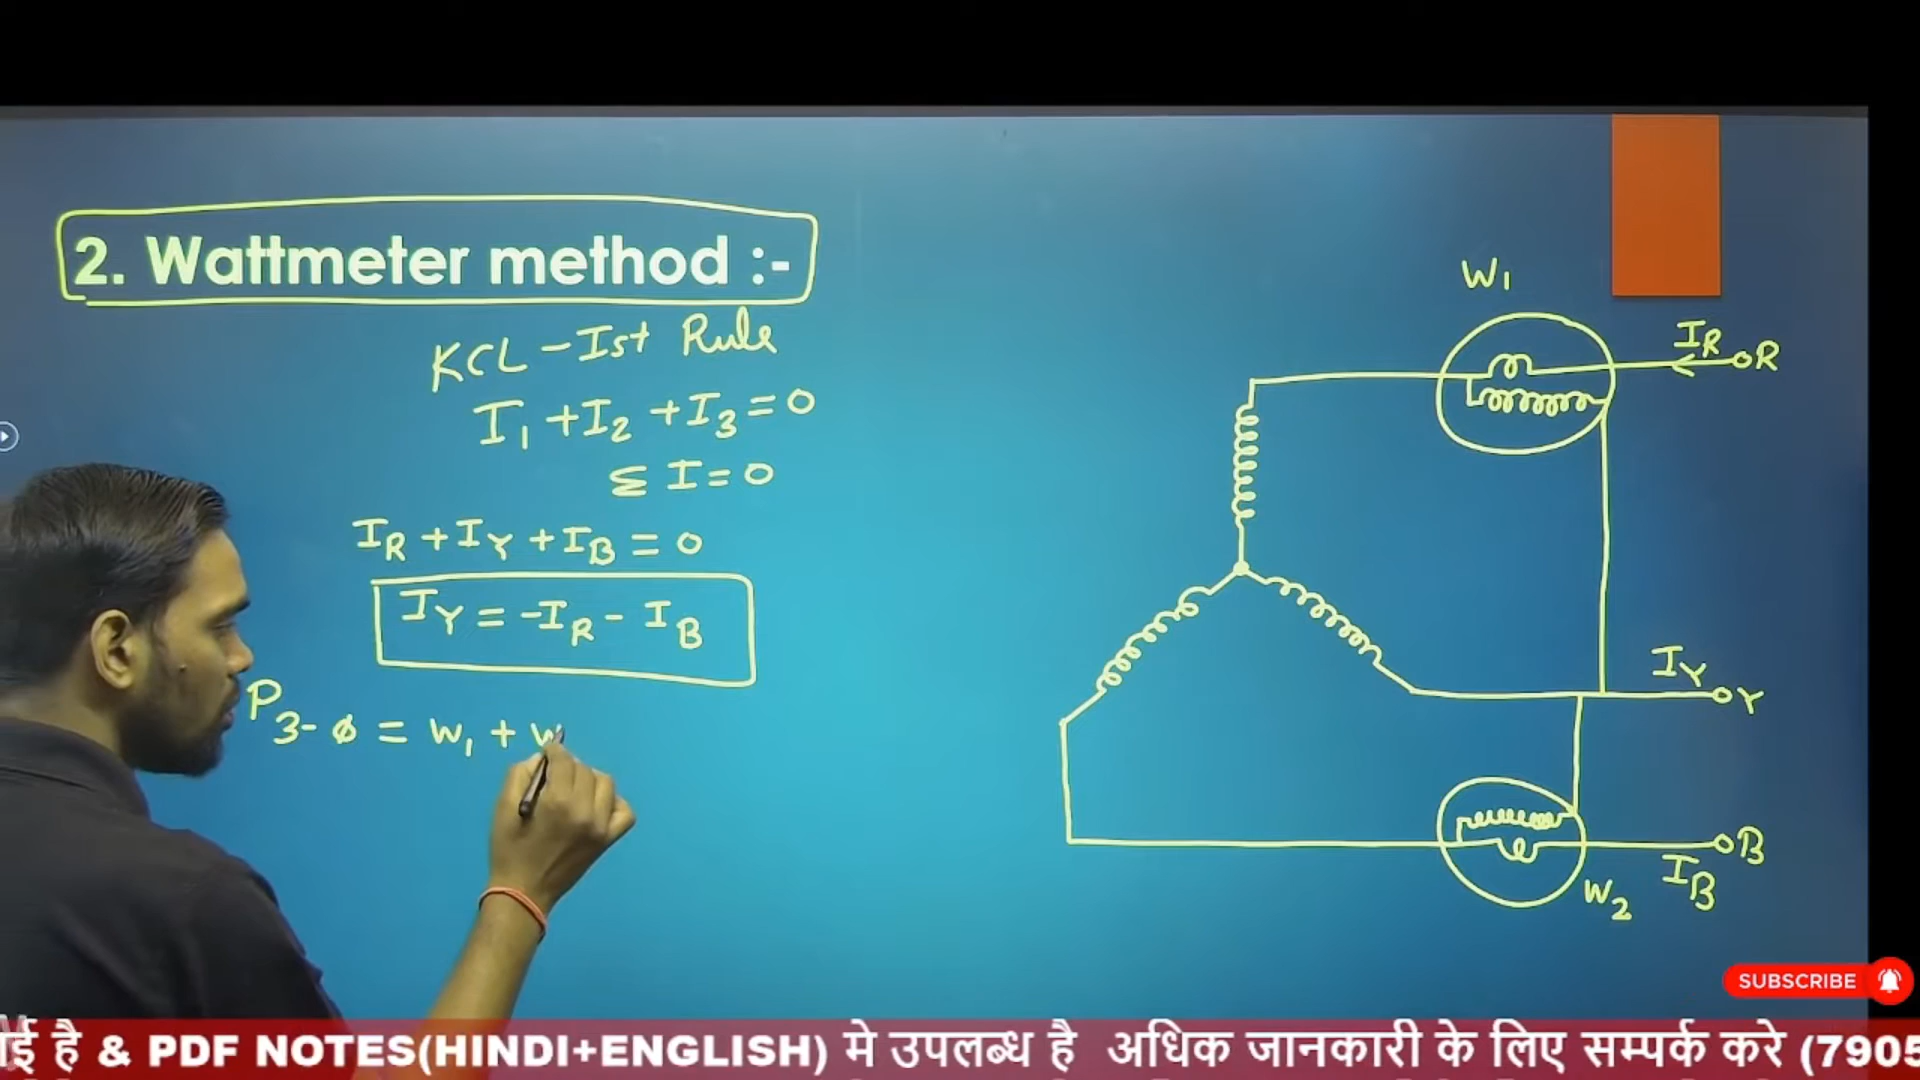 2. Wattmeter method :-
KCL - Ist Rule
I1 + I2 + I3 = 0
Σ I = 0
IR + IY + IB = 0
IY = -IR - IB
P3-ϕ = W1 + W
W1
IR
R
IY
Y
B
IB
W2
SUBSCRIBE
है & PDF NOTES(HINDI+ENGLISH) मे उपलब्ध है अधिक जानकारी के लिए सम्पर्क करे (7905